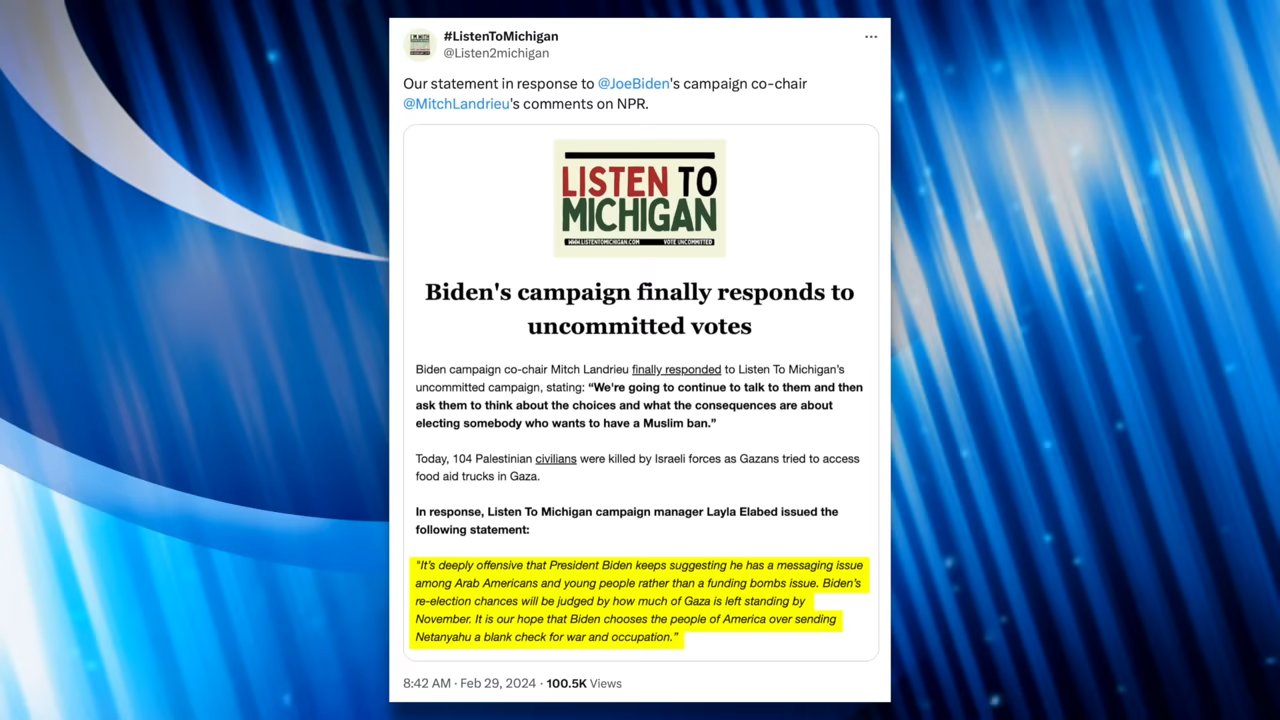 #ListenToMichigan
@Listen2michigan
Our statement in response to @JoeBiden's campaign co-chair
@MitchLandrieu's comments on NPR.
LISTEN TO
MICHIGAN
WWW.LISTENTOMICHIGAN.COM VOTE UNCOMMITTED
Biden's campaign finally responds to
uncommitted votes
Biden campaign co-chair Mitch Landrieu finally responded to Listen To Michigan's
uncommitted campaign, stating: “We're going to continue to talk to them and then
ask them to think about the choices and what the consequences are about
electing somebody who wants to have a Muslim ban.”
Today, 104 Palestinian civilians were killed by Israeli forces as Gazans tried to access
food aid trucks in Gaza.
In response, Listen To Michigan campaign manager Layla Elabed issued the
following statement:
"It's deeply offensive that President Biden keeps suggesting he has a messaging issue
among Arab Americans and young people rather than a funding bombs issue. Biden's
re-election chances will be judged by how much of Gaza is left standing by
November. It is our hope that Biden chooses the people of America over sending
Netanyahu a blank check for war and occupation.”
8:42 AM · Feb 29, 2024 · 100.5K Views